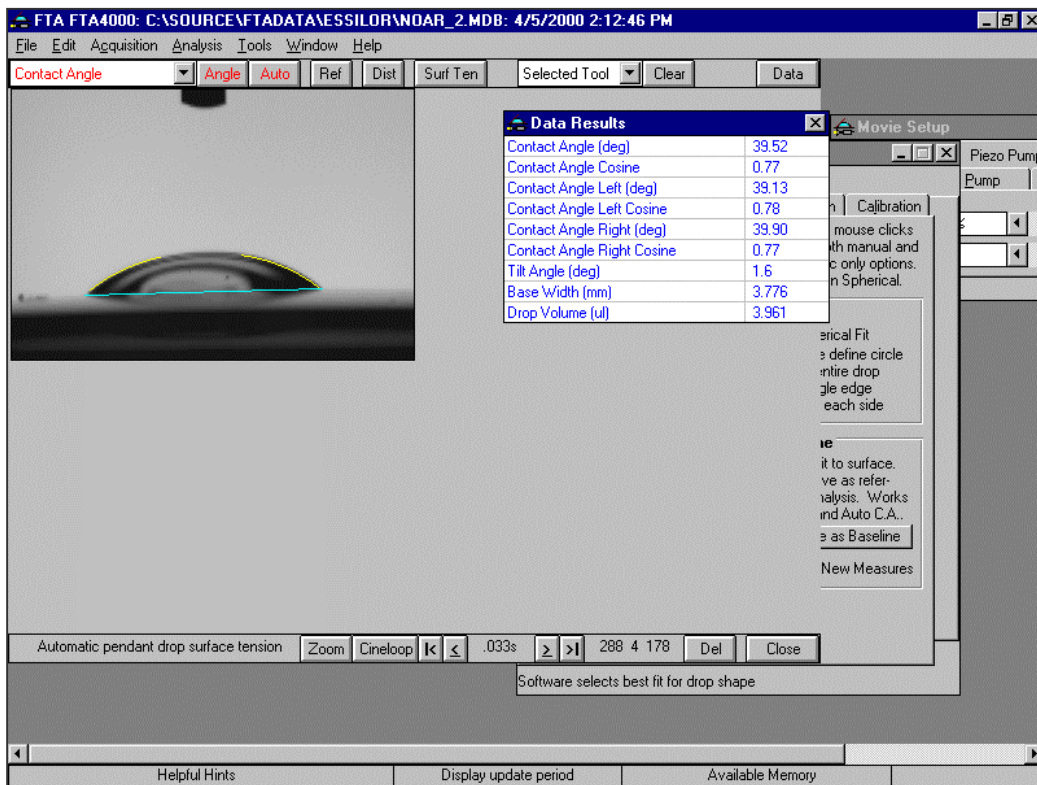 FTA FTA4000: C:\SOURCE\FTADATA\ESSILOR\NOAR_2.MDB: 4/5/2000 2:12:46 PM
File Edit Acquisition Analysis Tools Window Help
Contact Angle Angle Auto Ref Dist Surf Ten Selected Tool Clear Data
Data Results
Contact Angle (deg) 39.52
Contact Angle Cosine 0.77
Contact Angle Left (deg) 39.13
Contact Angle Left Cosine 0.78
Contact Angle Right (deg) 39.90
Contact Angle Right Cosine 0.77
Tilt Angle (deg) 1.6
Base Width (mm) 3.776
Drop Volume (ul) 3.961
Movie Setup
Piezo Pump
Pump
Calibration
mouse clicks
manual and
c only options.
n Spherical.
erical Fit
e define circle
entire drop
gle edge
each side
ne
it to surface.
ve as refer-
nalysis. Works
and Auto C.A..
e as Baseline
New Measures
Automatic pendant drop surface tension Zoom Cineloop |< < .033s > >| 288 4 178 Del Close
Software selects best fit for drop shape
Helpful Hints Display update period Available Memory